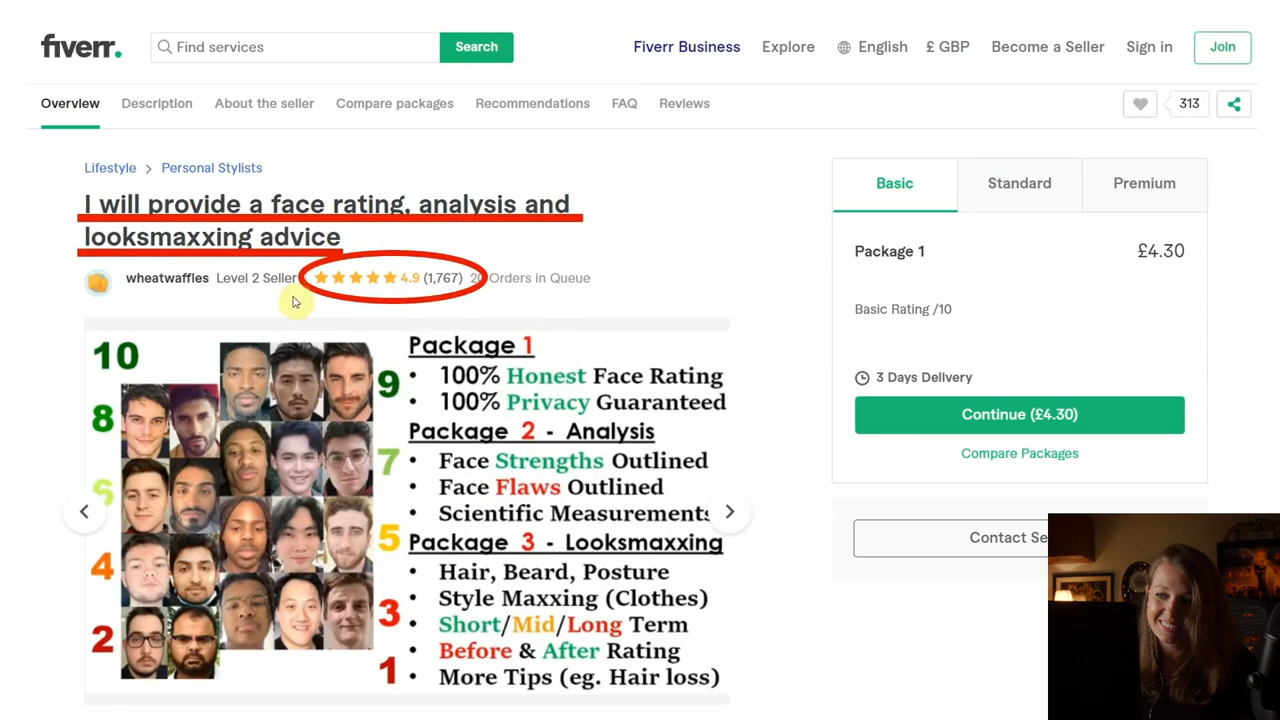 fiverr.
Find services
Search
Fiverr Business
Explore
English
£ GBP
Become a Seller
Sign in
Join
Overview
Description
About the seller
Compare packages
Recommendations
FAQ
Reviews
313
Lifestyle > Personal Stylists
I will provide a face rating, analysis and
looksmaxxing advice
wheatwaffles Level 2 Seller 4.9 (1,767) Orders in Queue
10
9
8
7
6
5
4
3
2
1
Package 1
• 100% Honest Face Rating
• 100% Privacy Guaranteed
Package 2 - Analysis
• Face Strengths Outlined
• Face Flaws Outlined
• Scientific Measurements
Package 3 - Looksmaxxing
• Hair, Beard, Posture
• Style Maxxing (Clothes)
• Short/Mid/Long Term
• Before & After Rating
• More Tips (eg. Hair loss)
Basic
Standard
Premium
Package 1
£4.30
Basic Rating /10
3 Days Delivery
Continue (£4.30)
Compare Packages
Contact Se